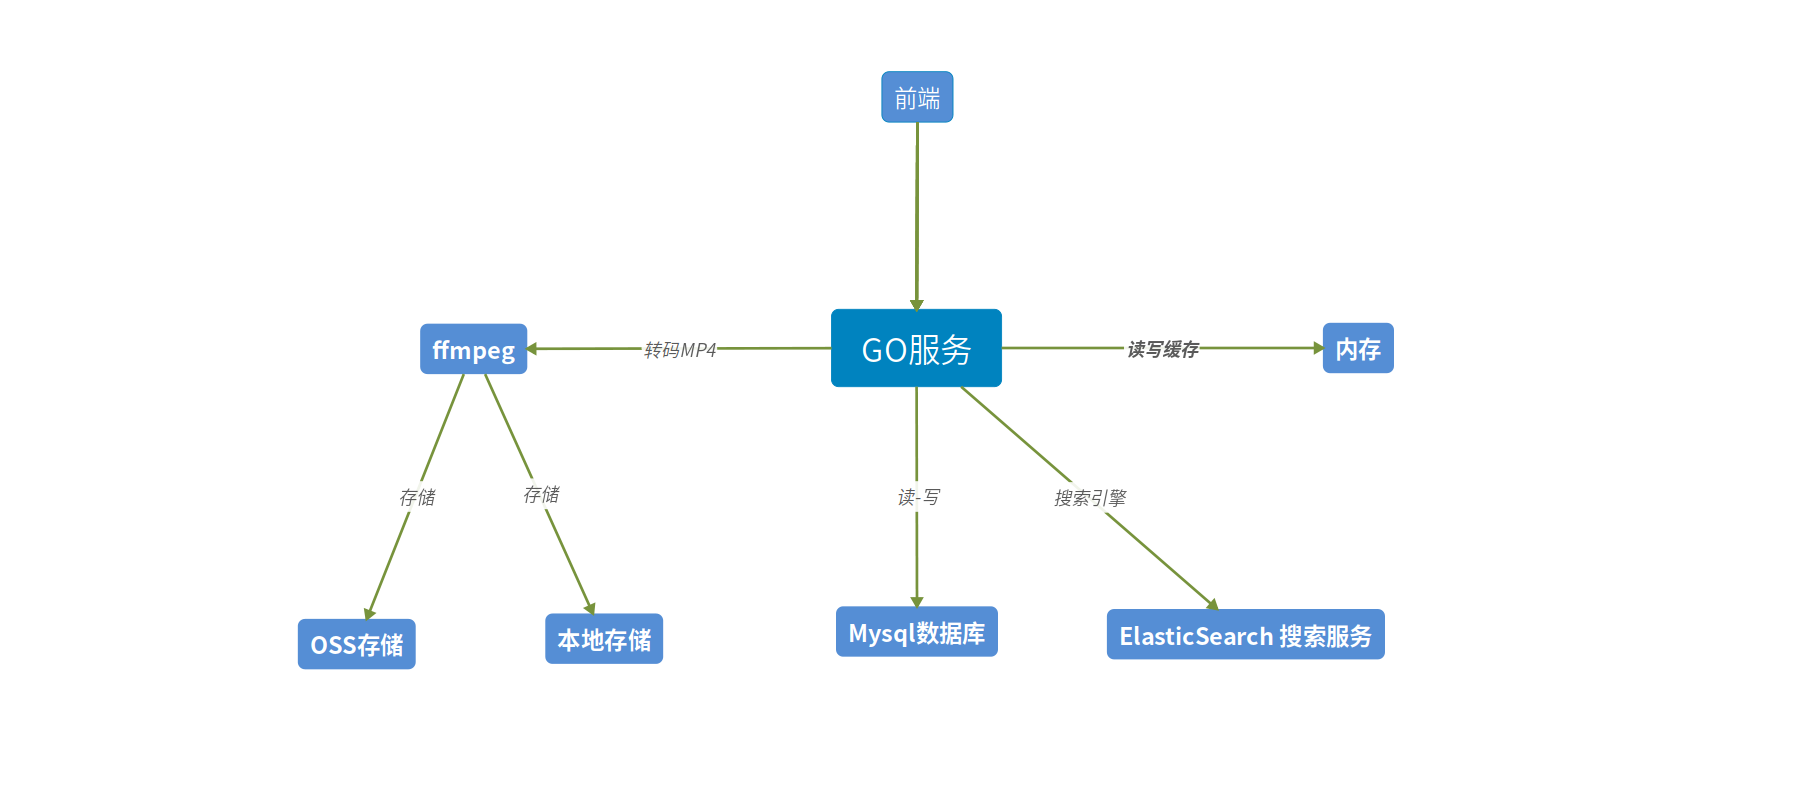 前端
GO服务
转码MP4
ffmpeg
读写缓存
内存
存储
存储
读-写
搜索引擎
OSS存储
本地存储
Mysql数据库
ElasticSearch 搜索服务